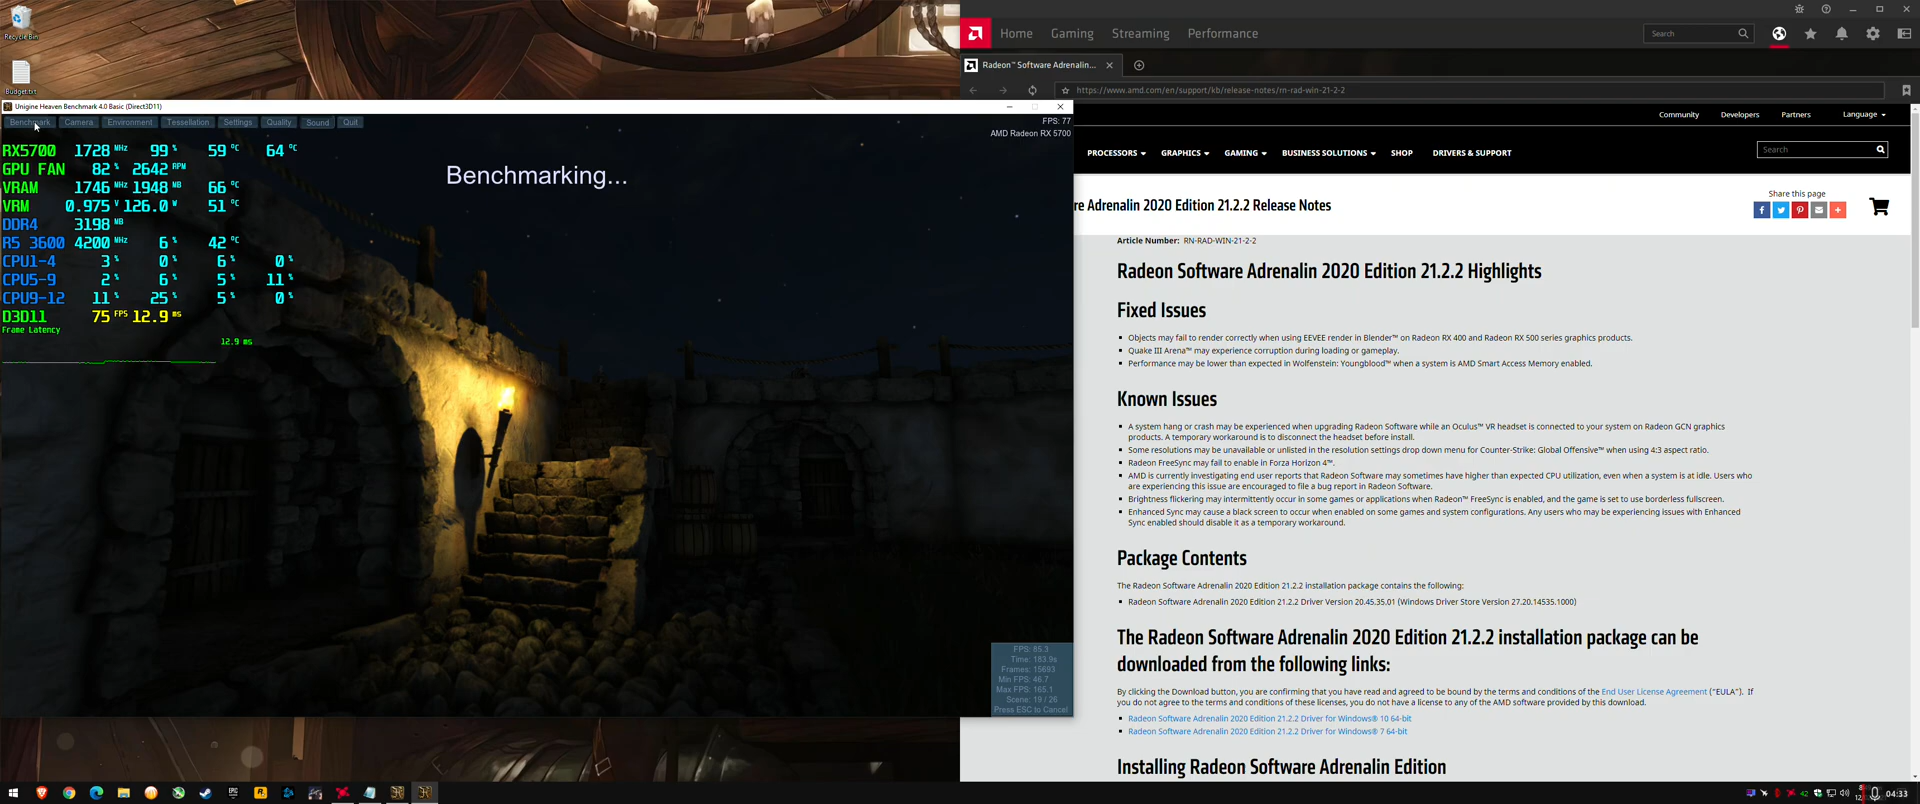 Recycle Bin
Budget.txt
Unigine Heaven Benchmark 4.0 Basic (Direct3D11)
Benchmark Camera Environment Tessellation Settings Quality Sound Quit
FPS: 77
AMD Radeon RX 5700
Benchmarking...
RX5700 1728 MHz 99 % 59 °C 64 °C
GPU FAN 82 % 2642 RPM
VRAM 1746 MHz 1948 MB 66 °C
VRM 0.975 V 126.0 W 51 °C
DDR4 3198 MB
R5 3600 4200 MHz 6 % 42 °C
CPU1-4 3 % 0 % 6 % 0 %
CPU5-9 2 % 6 % 5 % 11 %
CPU9-12 11 % 25 % 5 % 0 %
D3D11 75 FPS 12.9 ms
Frame Latency
12.9 ms
FPS: 85.3
Time: 183.9s
Frames: 15693
Min FPS: 46.7
Max FPS: 165.1
Scene: 19 / 26
Press ESC to Cancel
Home Gaming Streaming Performance
Search
Radeon™ Software Adrenalin...
https://www.amd.com/en/support/kb/release-notes/rn-rad-win-21-2-2
Community Developers Partners Language
PROCESSORS GRAPHICS GAMING BUSINESS SOLUTIONS SHOP DRIVERS & SUPPORT
Search
re Adrenalin 2020 Edition 21.2.2 Release Notes
Share this page
Article Number: RN-RAD-WIN-21-2-2
Radeon Software Adrenalin 2020 Edition 21.2.2 Highlights
Fixed Issues
Objects may fail to render correctly when using EEVEE render in Blender™ on Radeon RX 400 and Radeon RX 500 series graphics products.
Quake III Arena™ may experience corruption during loading or gameplay.
Performance may be lower than expected in Wolfenstein: Youngblood™ when a system is AMD Smart Access Memory enabled.
Known Issues
A system hang or crash may be experienced when upgrading Radeon Software while an Oculus™ VR headset is connected to your system on Radeon GCN graphics
products. A temporary workaround is to disconnect the headset before install.
Some resolutions may be unavailable or unlisted in the resolution settings drop down menu for Counter-Strike: Global Offensive™ when using 4:3 aspect ratio.
Radeon FreeSync may fail to enable in Forza Horizon 4™.
AMD is currently investigating end user reports that Radeon Software may sometimes have higher than expected CPU utilization, even when a system is at idle. Users who
are experiencing this issue are encouraged to file a bug report in Radeon Software.
Brightness flickering may intermittently occur in some games or applications when Radeon™ FreeSync is enabled, and the game is set to use borderless fullscreen.
Enhanced Sync may cause a black screen to occur when enabled on some games and system configurations. Any users who may be experiencing issues with Enhanced
Sync enabled should disable it as a temporary workaround.
Package Contents
The Radeon Software Adrenalin 2020 Edition 21.2.2 installation package contains the following:
Radeon Software Adrenalin 2020 Edition 21.2.2 Driver Version 20.45.35.01 (Windows Driver Store Version 27.20.14535.1000)
The Radeon Software Adrenalin 2020 Edition 21.2.2 installation package can be
downloaded from the following links:
By clicking the Download button, you are confirming that you have read and agreed to be bound by the terms and conditions of the End User License Agreement ("EULA"). If
you do not agree to the terms and conditions of these licenses, you do not have a license to any of the AMD software provided by this download.
Radeon Software Adrenalin 2020 Edition 21.2.2 Driver for Windows® 10 64-bit
Radeon Software Adrenalin 2020 Edition 21.2.2 Driver for Windows® 7 64-bit
Installing Radeon Software Adrenalin Edition
EPIC
42
04:33